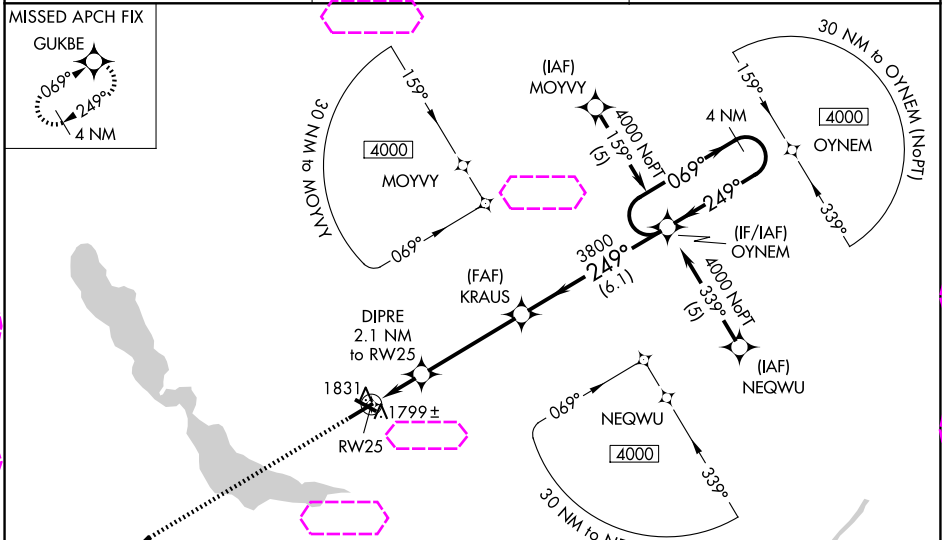 MISSED APCH FIX
GUKBE
069°
249°
4 NM
30 NM to MOYVY
159°
4000
MOYVY
069°
(IAF)
MOYVY
4000 NoPT
159°
(5)
4 NM
069°
249°
30 NM to OYNEM (NoPT)
159°
4000
OYNEM
339°
(IF/IAF)
OYNEM
3800
249°
(6.1)
(FAF)
KRAUS
4000 NoPT
339°
(5)
(IAF)
NEQWU
DIPRE
2.1 NM
to RW25
1831
1799 ±
RW25
069°
NEQWU
4000
339°
30 NM to